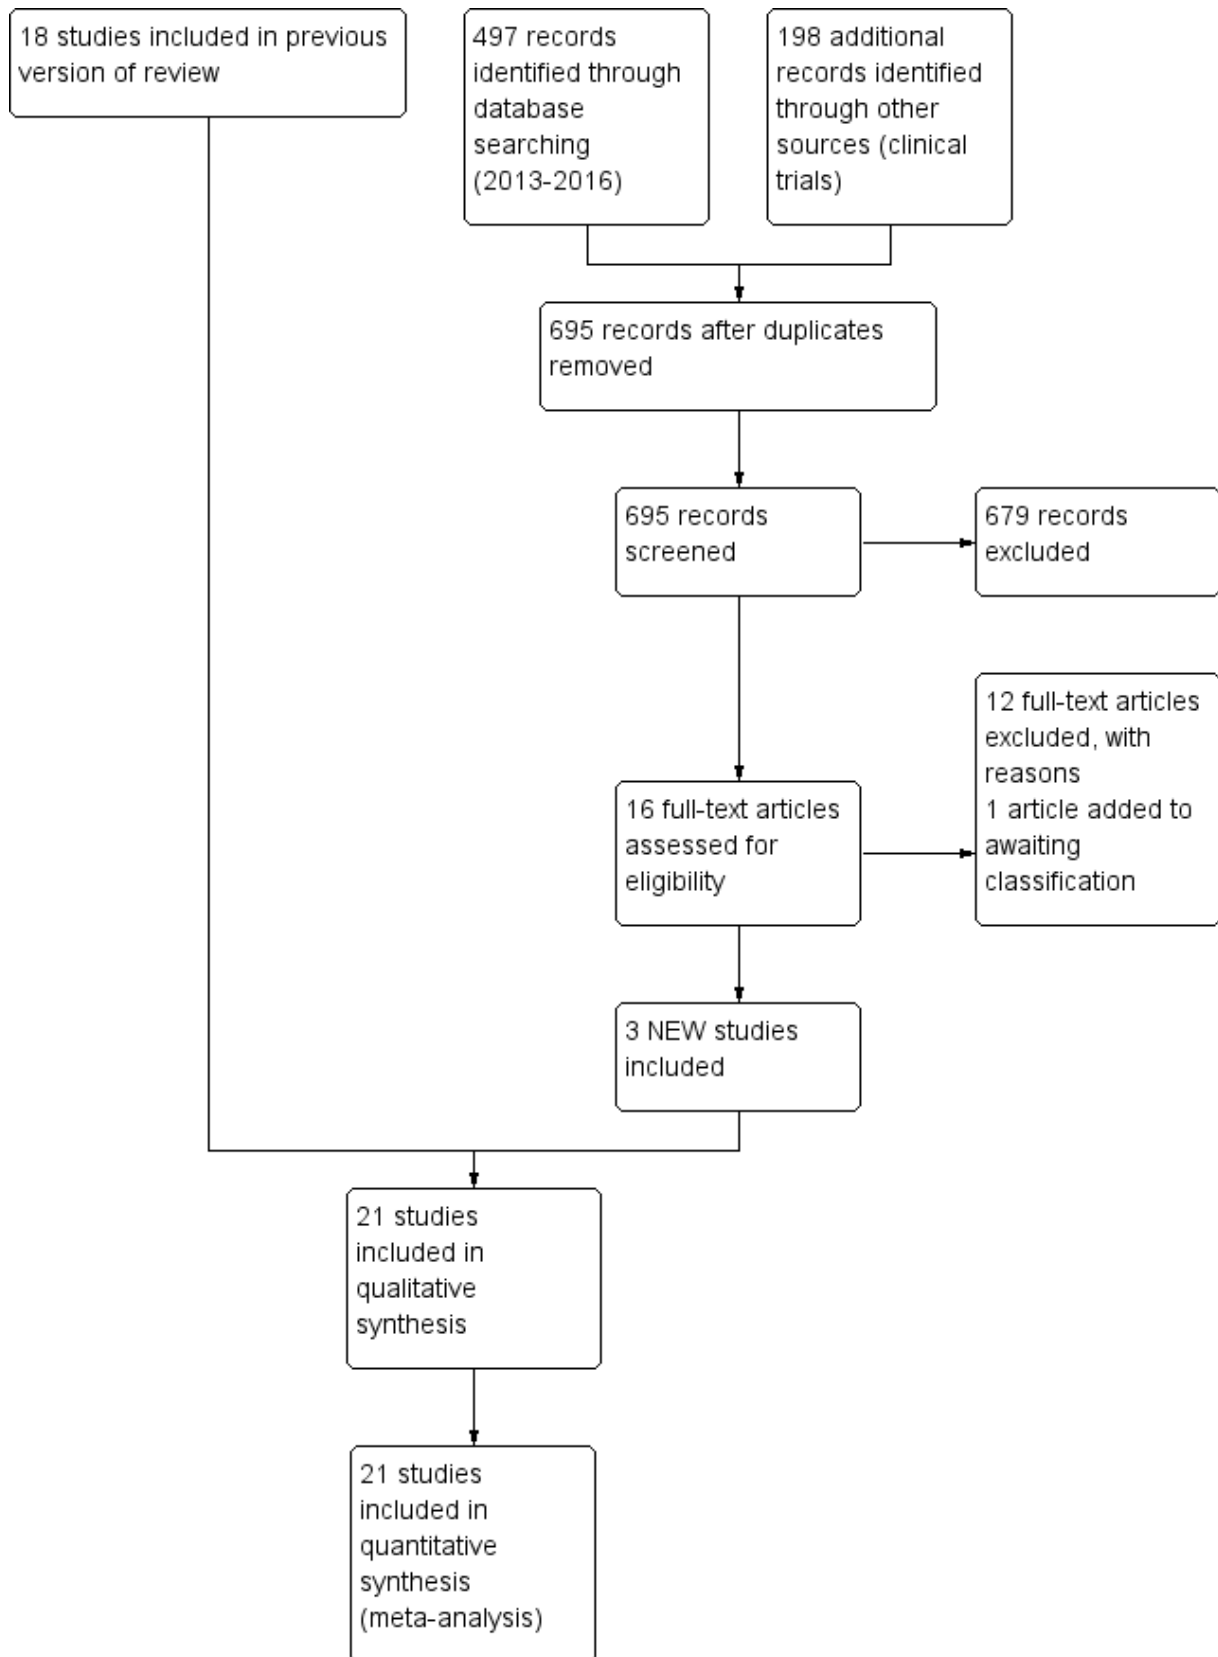 18 studies included in previous
version of review
497 records
identified through
database
searching
(2013-2016)
198 additional
records identified
through other
sources (clinical
trials)
695 records after duplicates
removed
695 records
screened
679 records
excluded
12 full-text articles
excluded, with
reasons
1 article added to
awaiting
classification
16 full-text articles
assessed for
eligibility
3 NEW studies
included
21 studies
included in
qualitative
synthesis
21 studies
included in
quantitative
synthesis
(meta-analysis)